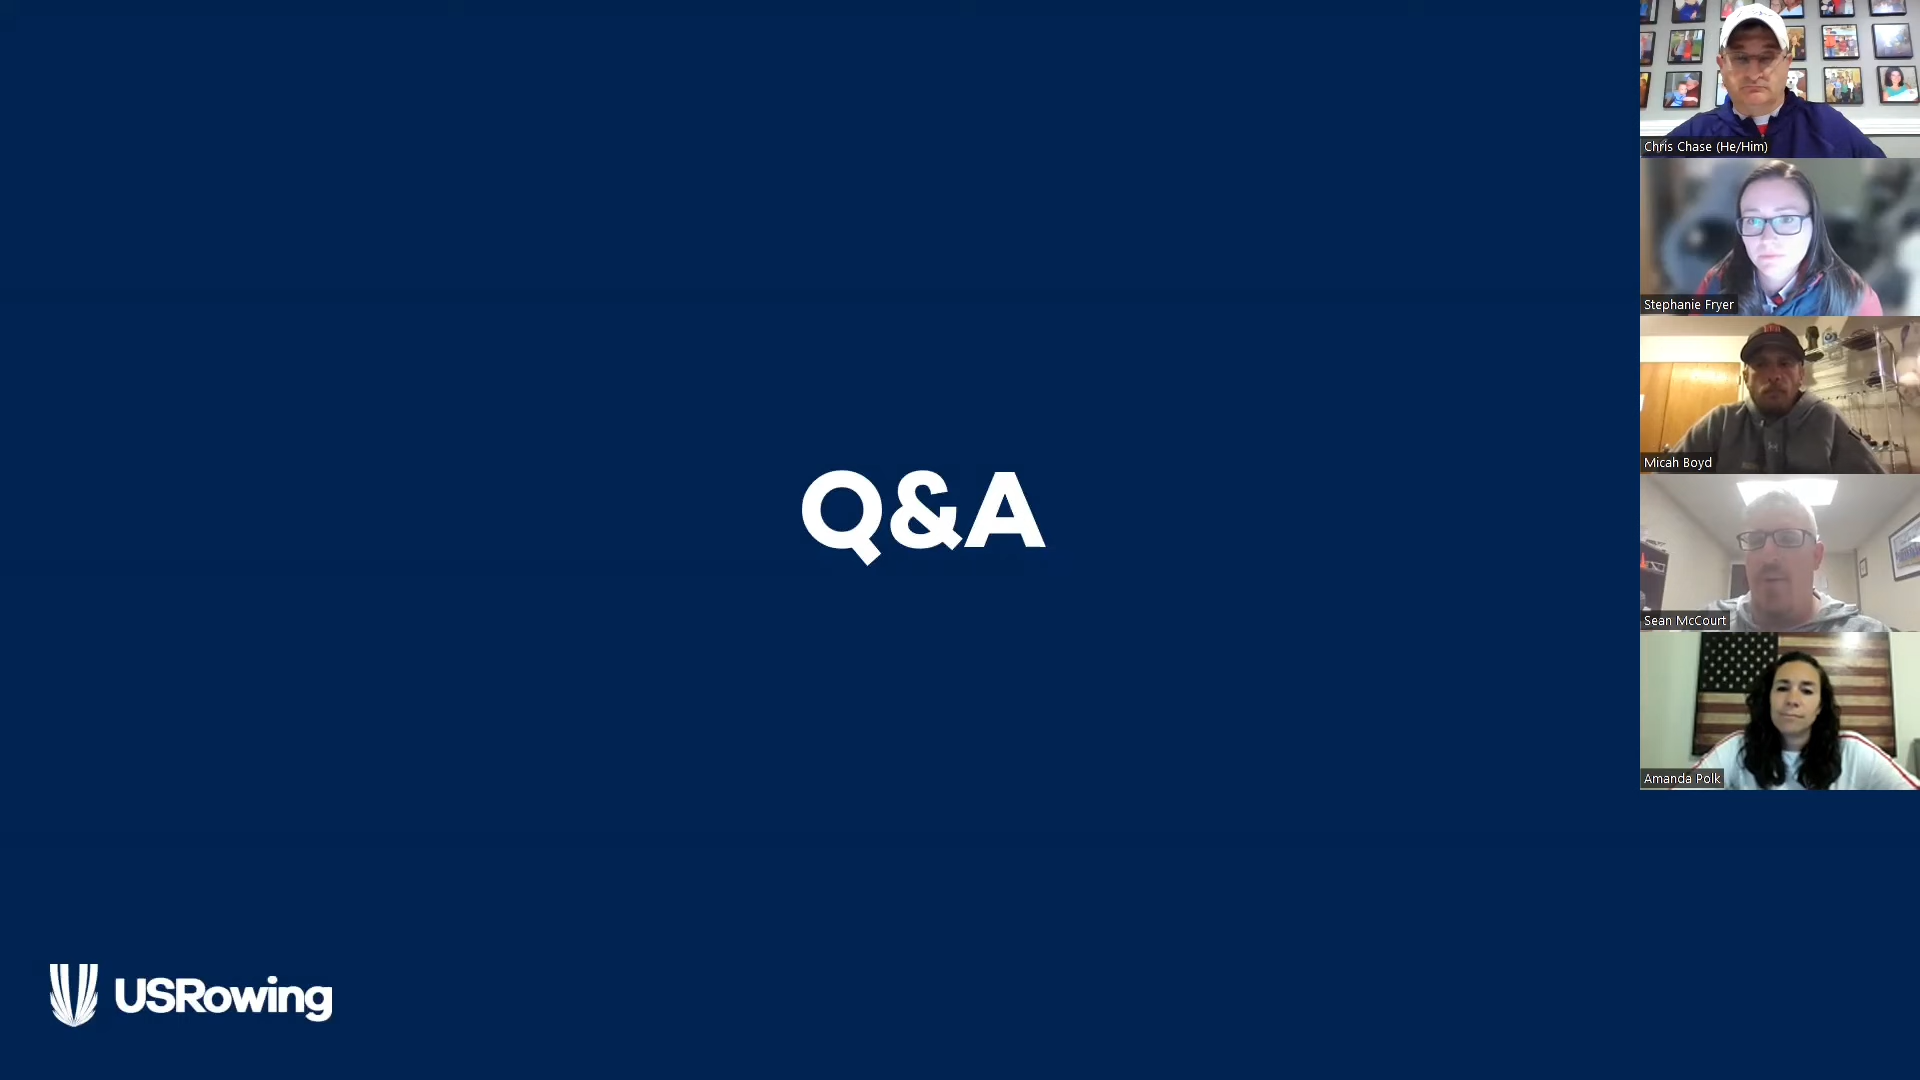 Q&A
USRowing
Chris Chase (He/Him)
Stephanie Fryer
Micah Boyd
Sean McCourt
Amanda Polk